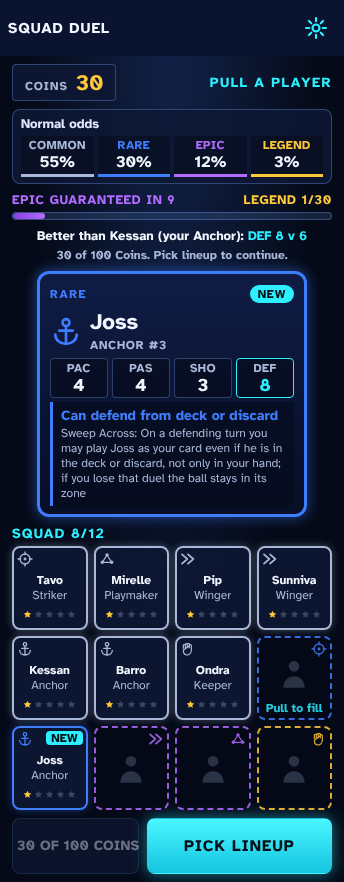 SQUAD DUEL
COINS 30
PULL A PLAYER
Normal odds
COMMON RARE EPIC LEGEND
55% 30% 12% 3%
EPIC GUARANTEED IN 9 LEGEND 1/30
Better than Kessan (your Anchor): DEF 8 v 6
30 of 100 Coins. Pick lineup to continue.
RARE NEW
Joss
ANCHOR #3
PAC PAS SHO DEF
4 4 3 8
Can defend from deck or discard
Sweep Across: On a defending turn you
may play Joss as your card even if he is in
the deck or discard, not only in your hand;
if you lose that duel the ball stays in its
zone
SQUAD 8/12
Tavo Mirelle Pip Sunniva
Striker Playmaker Winger Winger
Kessan Barro Ondra
Anchor Anchor Keeper
Pull to fill
NEW
Joss
Anchor
30 OF 100 COINS
PICK LINEUP